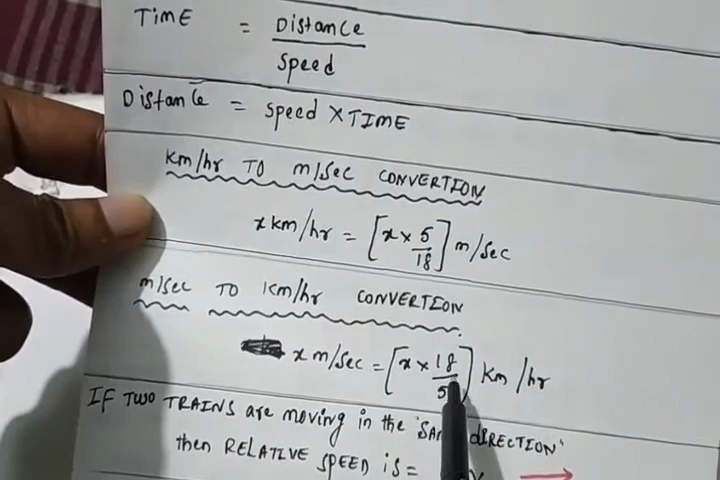 TIME = Distance / Speed
Distance = Speed X TIME
Km/hr TO m/sec CONVERTION
x km/hr = [x × 5/18] m/sec
m/sec TO Km/hr CONVERTION
x m/sec = [x × 18/5] Km/hr
IF TWO TRAINS are moving in the DIRECTION'
then RELATIVE SPEED is =